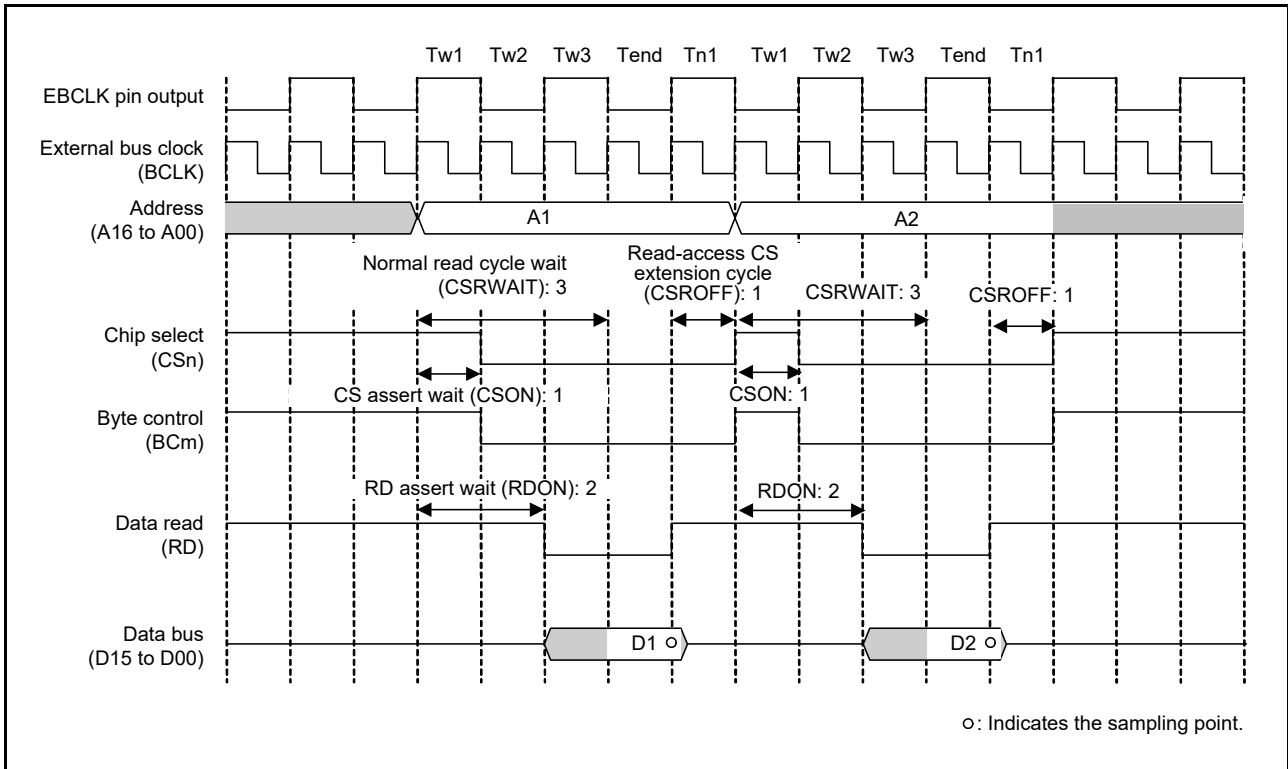 Tw1 Tw2 Tw3 Tend Tn1 Tw1 Tw2 Tw3 Tend Tn1
EBCLK pin output
External bus clock
(BCLK)
Address
(A16 to A00)
A1
A2
Normal read cycle wait
(CSRWAIT): 3
Read-access CS
extension cycle
(CSROFF): 1
CSRWAIT: 3
CSROFF: 1
Chip select
(CSn)
CS assert wait (CSON): 1
CSON: 1
Byte control
(BCm)
RD assert wait (RDON): 2
RDON: 2
Data read
(RD)
Data bus
(D15 to D00)
D1
D2
: Indicates the sampling point.